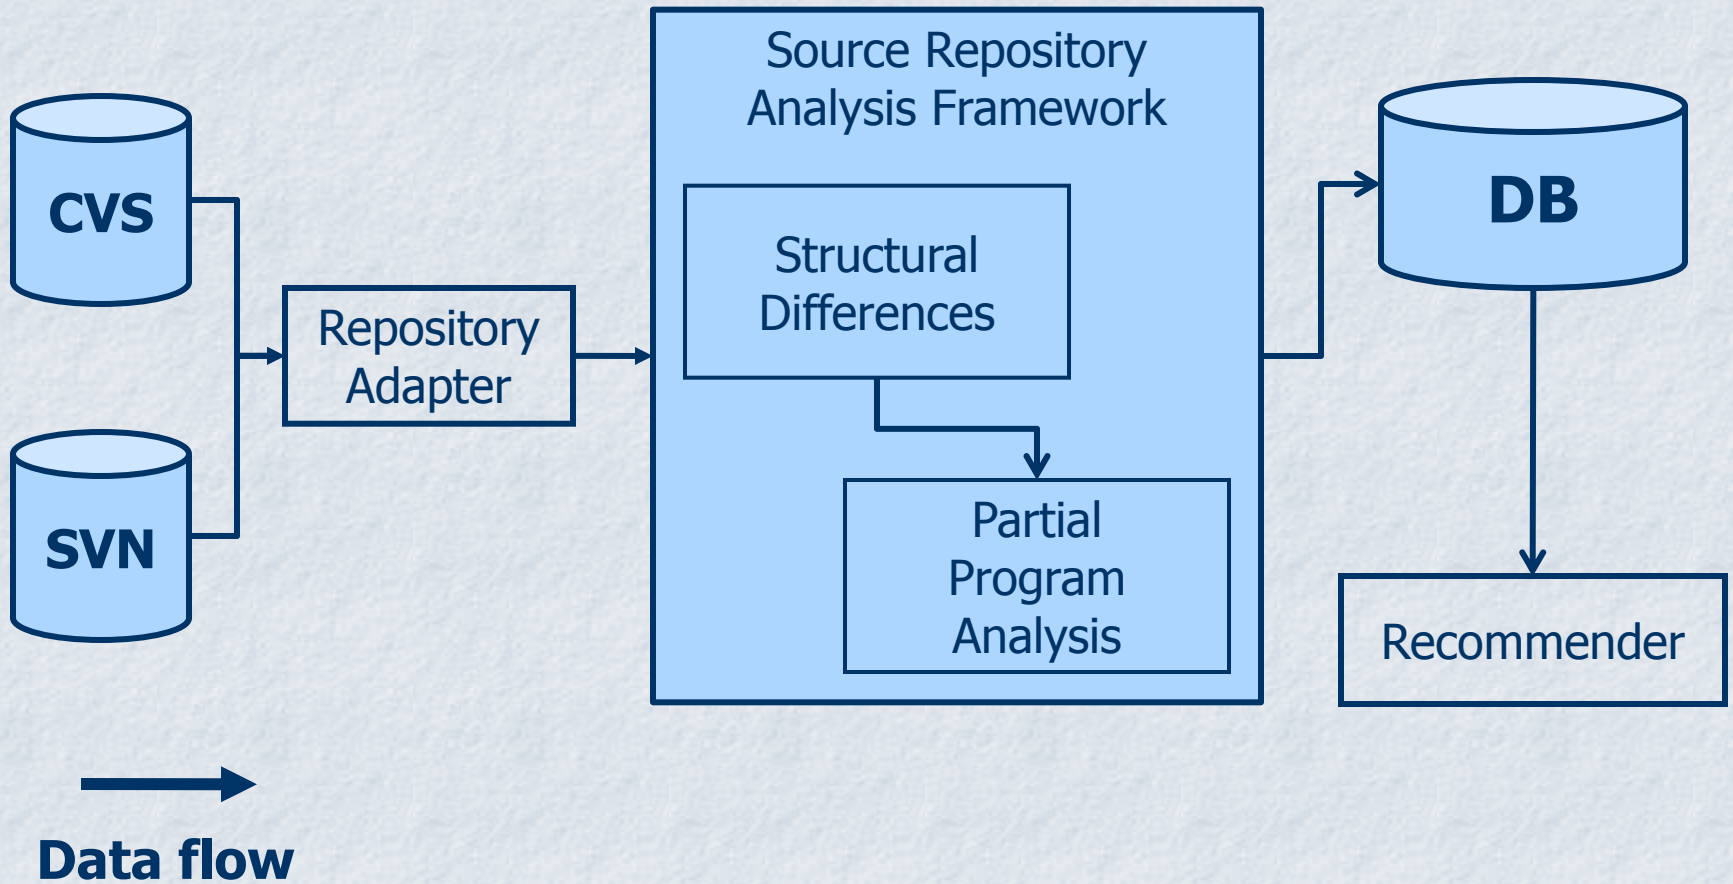 Source Repository
Analysis Framework
CVS
DB
Structural
Differences
Repository
Adapter
SVN
Partial
Program
Analysis
Recommender
Data flow